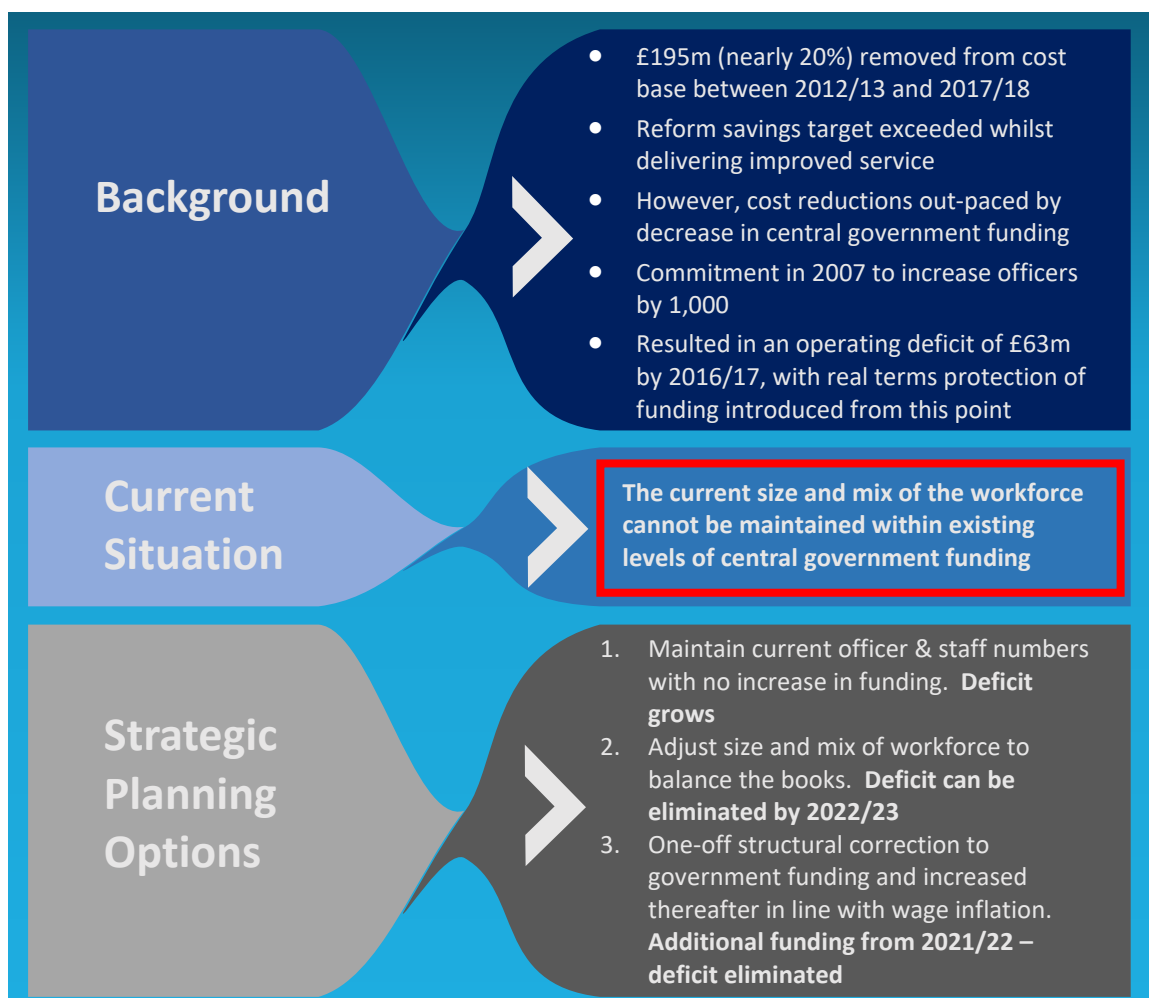 Background
• £195m (nearly 20%) removed from cost
base between 2012/13 and 2017/18
• Reform savings target exceeded whilst
delivering improved service
• However, cost reductions out-paced by
decrease in central government funding
• Commitment in 2007 to increase officers
by 1,000
• Resulted in an operating deficit of £63m
by 2016/17, with real terms protection of
funding introduced from this point
Current
Situation
The current size and mix of the workforce
cannot be maintained within existing
levels of central government funding
Strategic
Planning
Options
1. Maintain current officer & staff numbers
with no increase in funding. Deficit
grows
2. Adjust size and mix of workforce to
balance the books. Deficit can be
eliminated by 2022/23
3. One-off structural correction to
government funding and increased
thereafter in line with wage inflation.
Additional funding from 2021/22 –
deficit eliminated